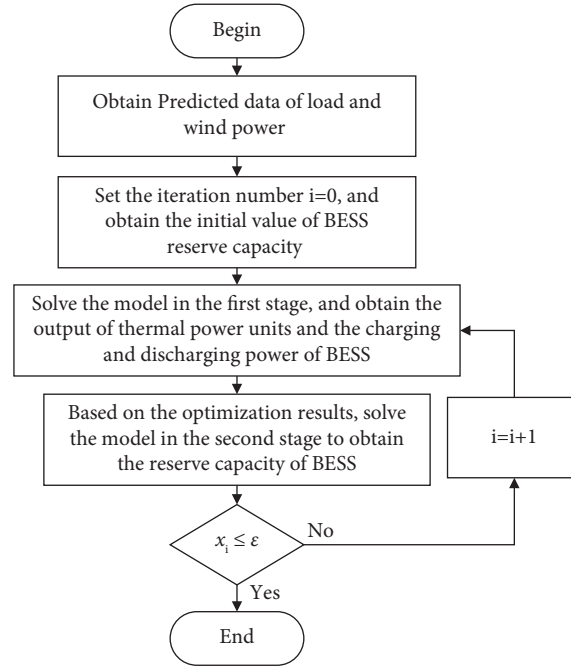 Begin
Obtain Predicted data of load and
wind power
Set the iteration number i=0, and
obtain the initial value of BESS
reserve capacity
Solve the model in the first stage, and obtain the
output of thermal power units and the charging
and discharging power of BESS
Based on the optimization results, solve
the model in the second stage to obtain
the reserve capacity of BESS
i=i+1
xᵢ ≤ ε
No
Yes
End